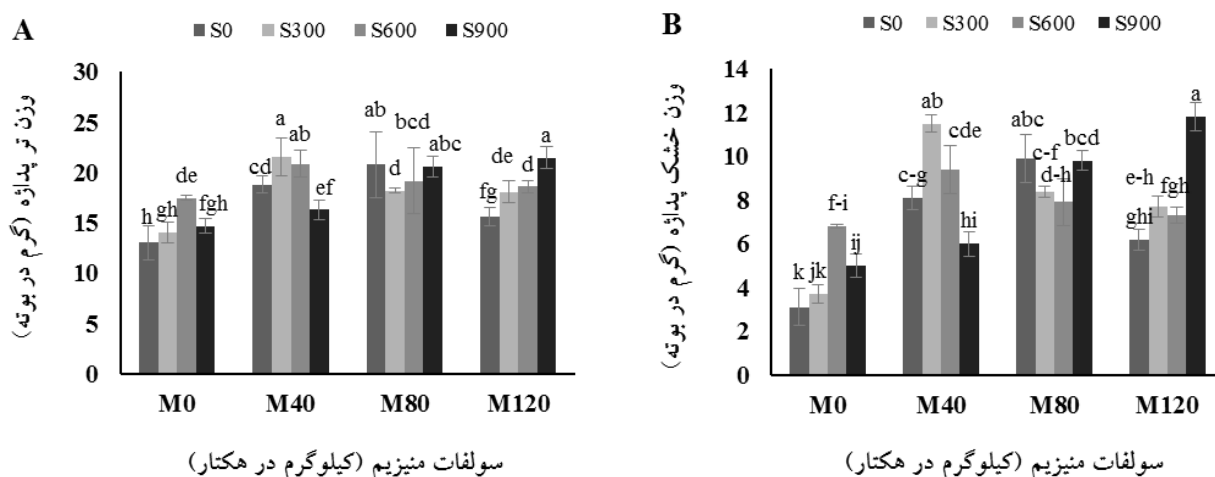 A
S0 S300 S600 S900
وزن تر پداژه (گرم در بوته)
30
25
20
15
10
5
0
h gh de fgh
cd a ab ef
ab d bcd abc
fg de d a
M0 M40 M80 M120
سولفات منیزیم (کیلوگرم در هکتار)
B
S0 S300 S600 S900
وزن خشک پداژه (گرم در بوته)
14
12
10
8
6
4
2
0
k jk f-i ij
c-g ab cde hi
abc c-f d-h bcd
ghi e-h fgh a
M0 M40 M80 M120
سولفات منیزیم (کیلوگرم در هکتار)